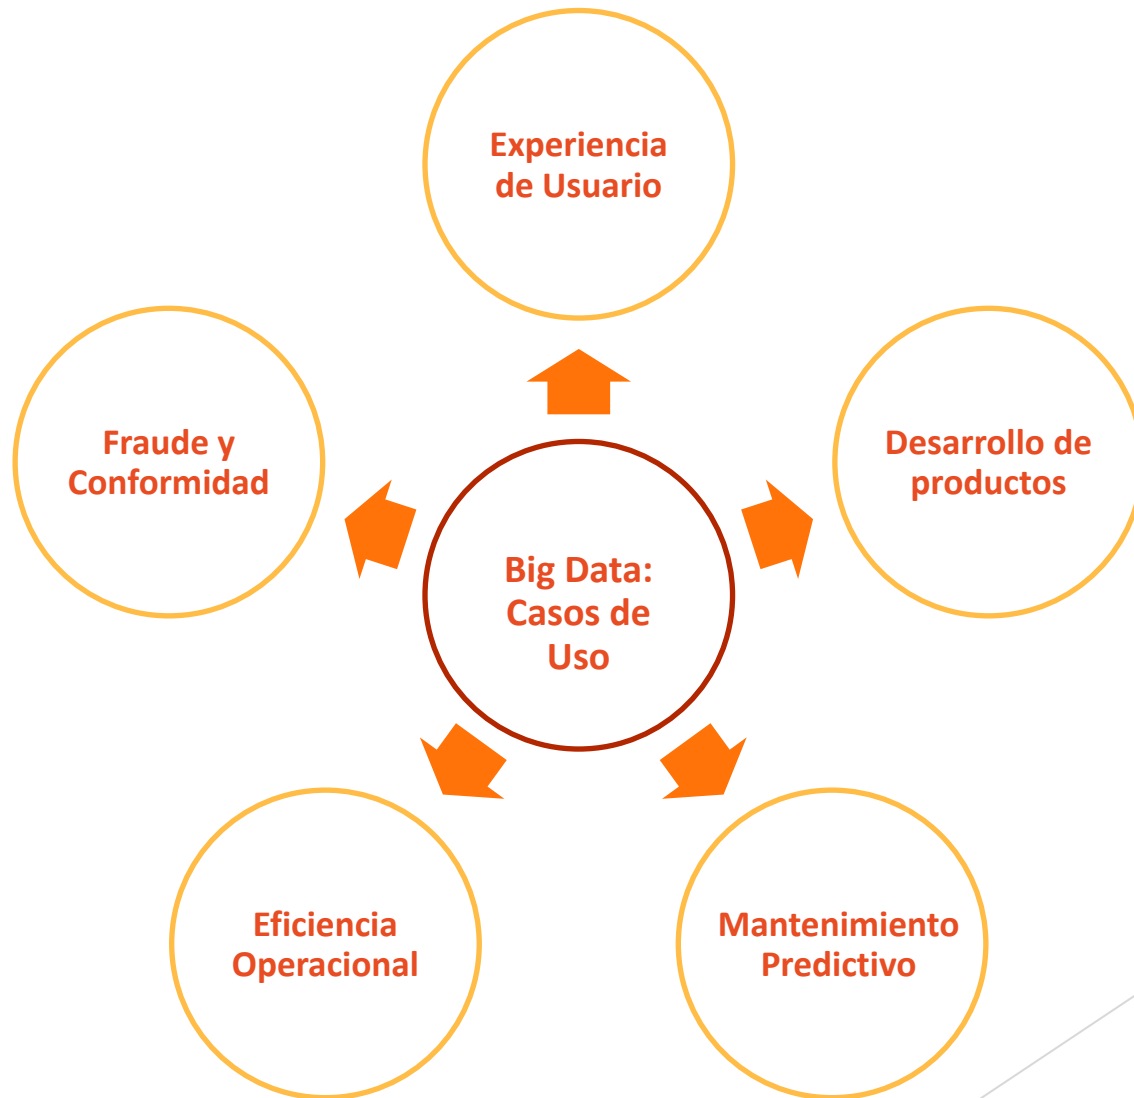 Experiencia
de Usuario
Fraude y
Conformidad
Desarrollo de
productos
Big Data:
Casos de
Uso
Eficiencia
Operacional
Mantenimiento
Predictivo